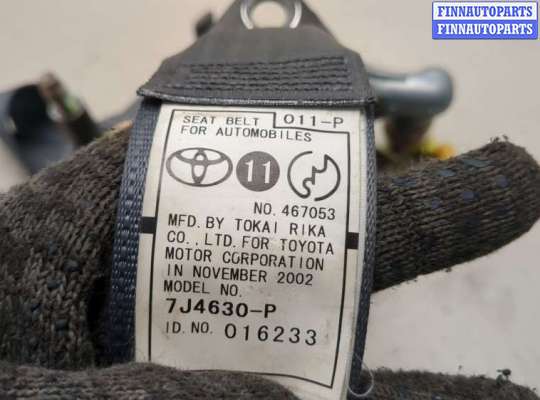 FINNAUTOPARTS
FINNAUTOPARTS
SEAT BELT O11-P
FOR AUTOMOBILES
11
NO. 467053
MFD. BY TOKAI RIKA
CO., LTD. FOR TOYOTA
MOTOR CORPORATION
IN NOVEMBER 2002
MODEL NO.
7J4630-P
ID. NO. 016233